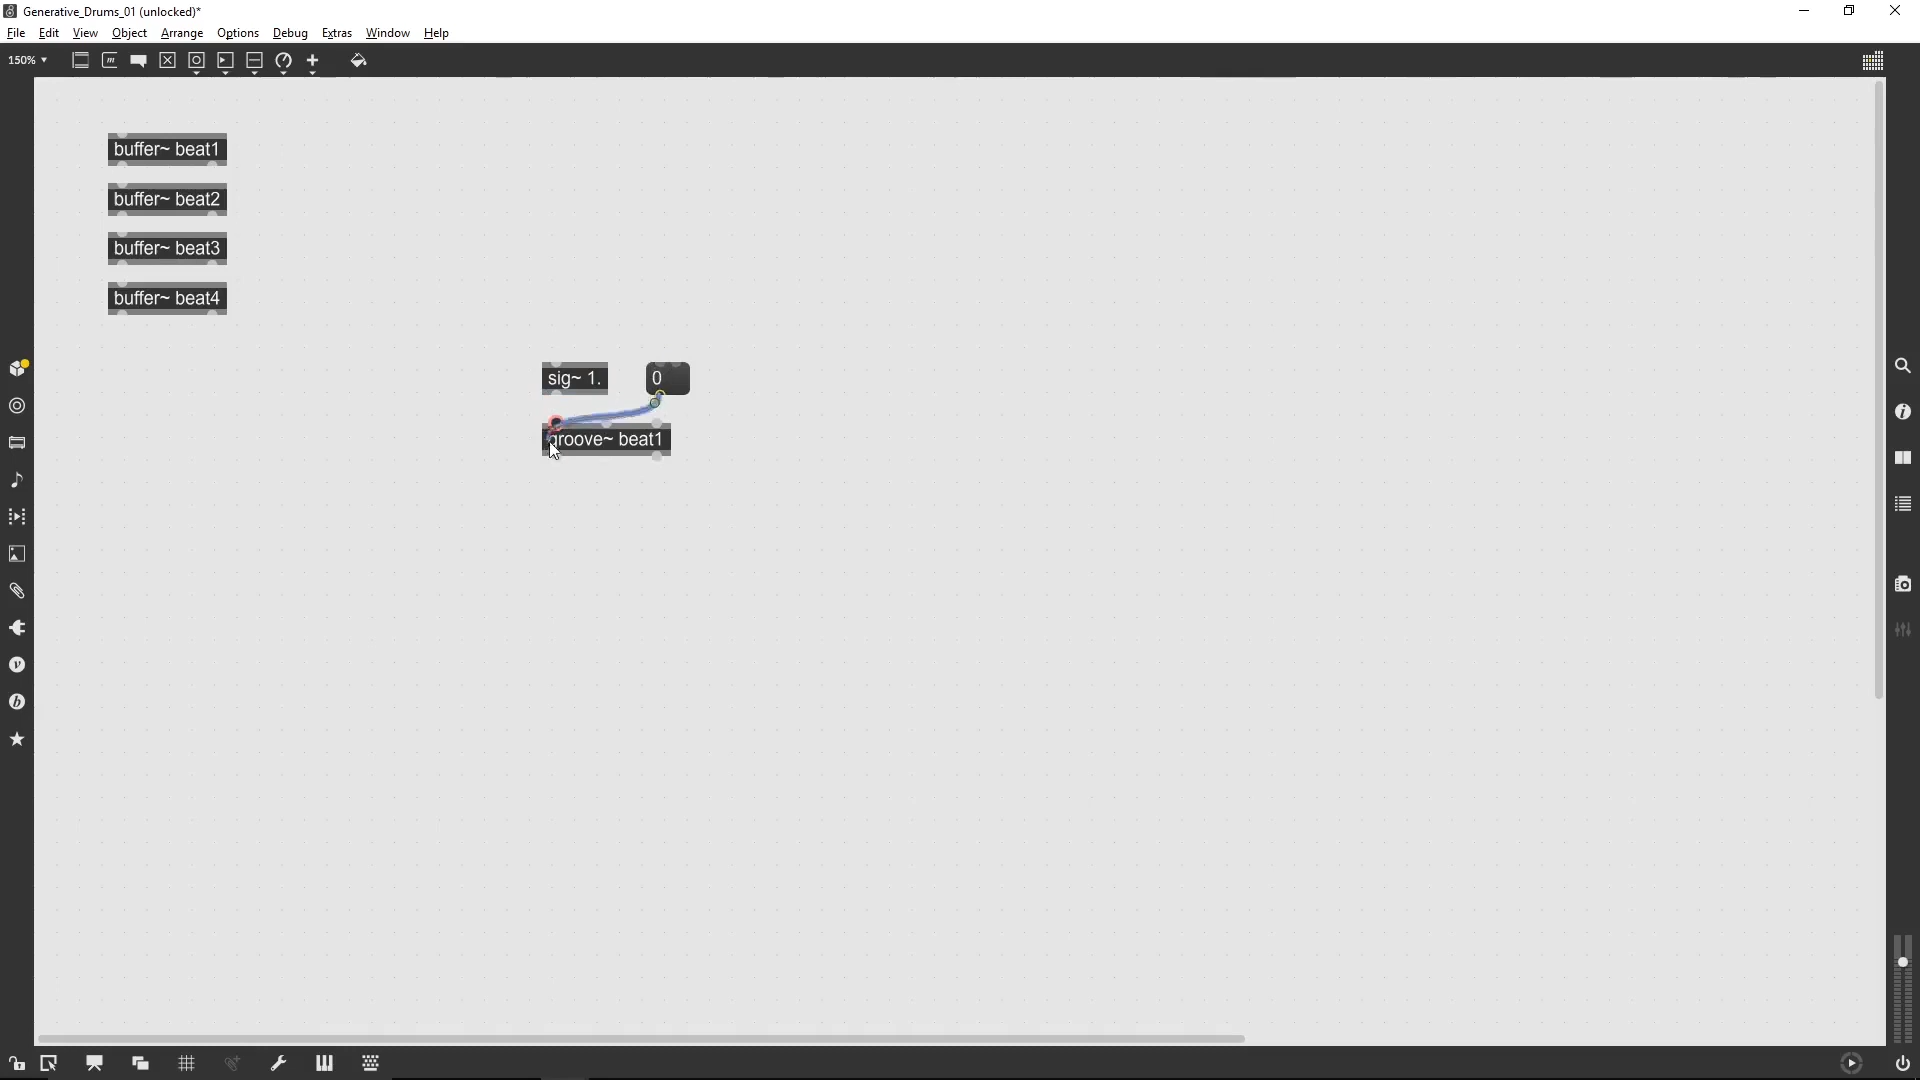 Generative_Drums_01 (unlocked)*
File Edit View Object Arrange Options Debug Extras Window Help
150%
buffer~ beat1
buffer~ beat2
buffer~ beat3
buffer~ beat4
sig~ 1. 0
groove~ beat1